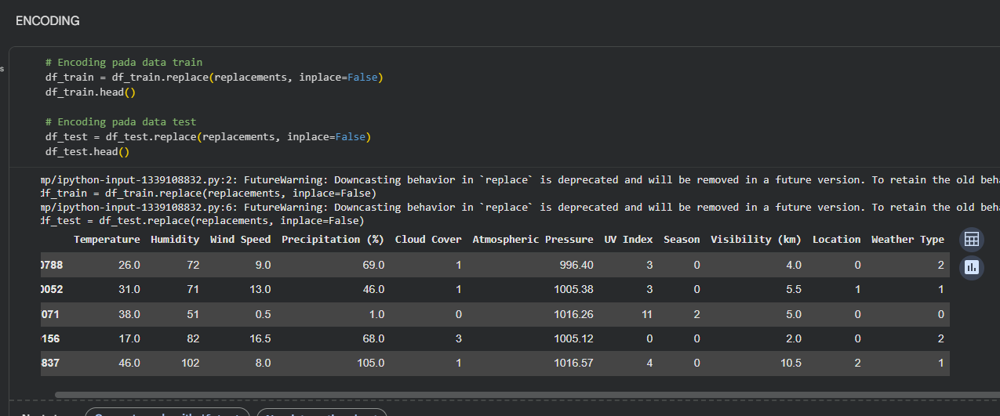 ENCODING
s
# Encoding pada data train
df_train = df_train.replace(replacements, inplace=False)
df_train.head()
# Encoding pada data test
df_test = df_test.replace(replacements, inplace=False)
df_test.head()
mp/ipython-input-1339108832.py:2: FutureWarning: Downcasting behavior in `replace` is deprecated and will be removed in a future version. To retain the old beha
df_train = df_train.replace(replacements, inplace=False)
mp/ipython-input-1339108832.py:6: FutureWarning: Downcasting behavior in `replace` is deprecated and will be removed in a future version. To retain the old beha
df_test = df_test.replace(replacements, inplace=False)
Temperature Humidity Wind Speed Precipitation (%) Cloud Cover Atmospheric Pressure UV Index Season Visibility (km) Location Weather Type
0788 26.0 72 9.0 69.0 1 996.40 3 0 4.0 0 2
0052 31.0 71 13.0 46.0 1 1005.38 3 0 5.5 1 1
071 38.0 51 0.5 1.0 0 1016.26 11 2 5.0 0 0
156 17.0 82 16.5 68.0 3 1005.12 0 0 2.0 0 2
837 46.0 102 8.0 105.0 1 1016.57 4 0 10.5 2 1